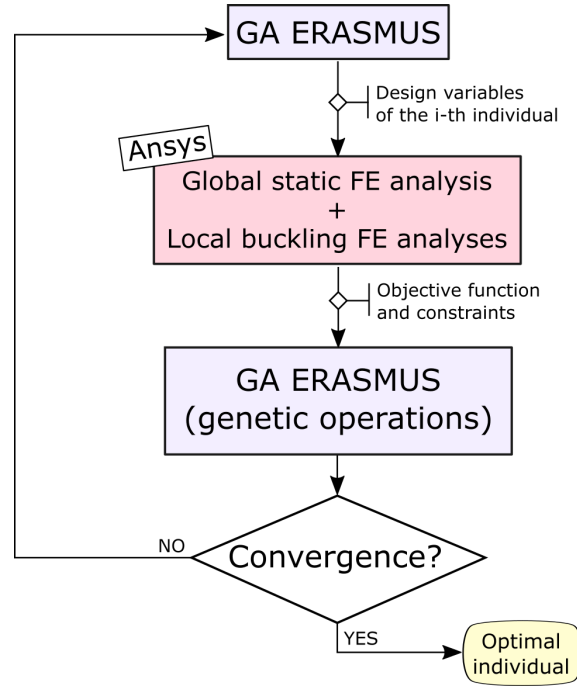 GA ERASMUS
Design variables
of the i-th individual
Ansys
Global static FE analysis
+
Local buckling FE analyses
Objective function
and constraints
GA ERASMUS
(genetic operations)
NO
Convergence?
YES
Optimal
individual